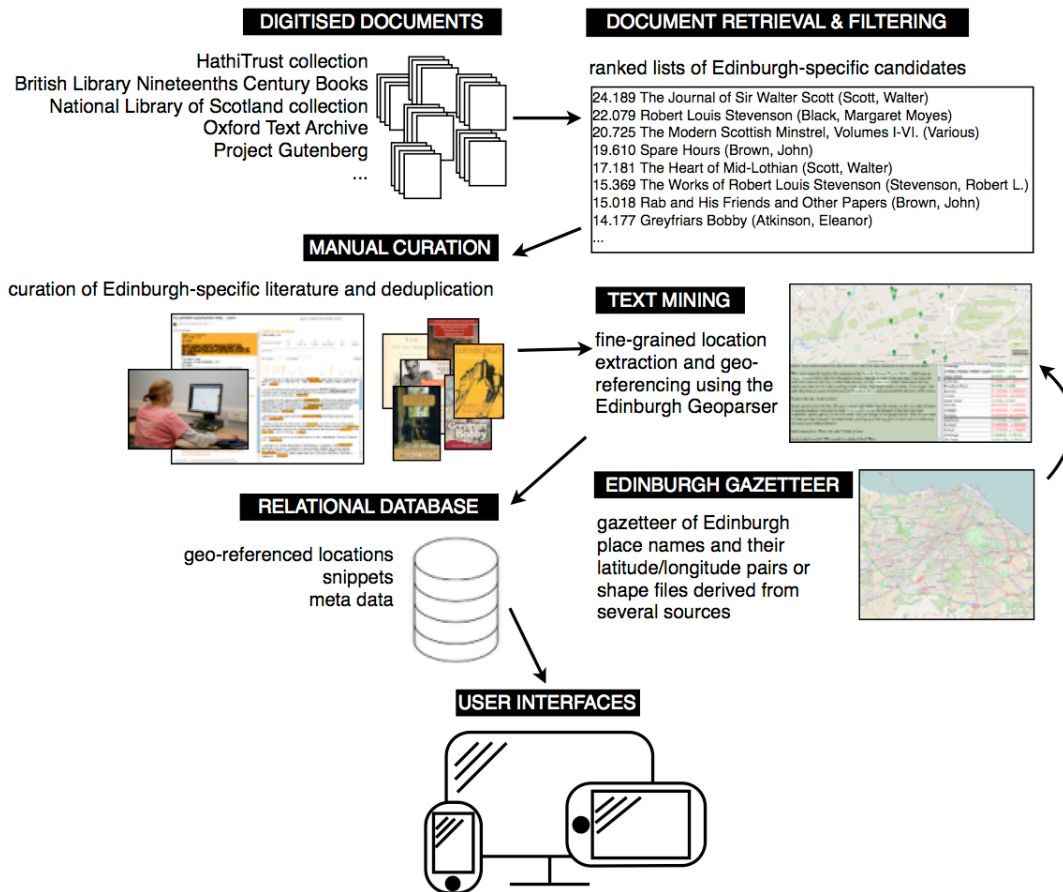 DIGITISED DOCUMENTS
HathiTrust collection
British Library Nineteenths Century Books
National Library of Scotland collection
Oxford Text Archive
Project Gutenberg
...
DOCUMENT RETRIEVAL & FILTERING
ranked lists of Edinburgh-specific candidates
24.189 The Journal of Sir Walter Scott (Scott, Walter)
22.079 Robert Louis Stevenson (Black, Margaret Moyes)
20.725 The Modern Scottish Minstrel, Volumes I-VI. (Various)
19.610 Spare Hours (Brown, John)
17.181 The Heart of Mid-Lothian (Scott, Walter)
15.369 The Works of Robert Louis Stevenson (Stevenson, Robert L.)
15.018 Rab and His Friends and Other Papers (Brown, John)
14.177 Greyfriars Bobby (Atkinson, Eleanor)
...
MANUAL CURATION
curation of Edinburgh-specific literature and deduplication
Greyfriars
Bobby
TEXT MINING
fine-grained location
extraction and geo-
referencing using the
Edinburgh Geoparser
EDINBURGH GAZETTEER
gazetteer of Edinburgh
place names and their
latitude/longitude pairs or
shape files derived from
several sources
RELATIONAL DATABASE
geo-referenced locations
snippets
meta data
USER INTERFACES